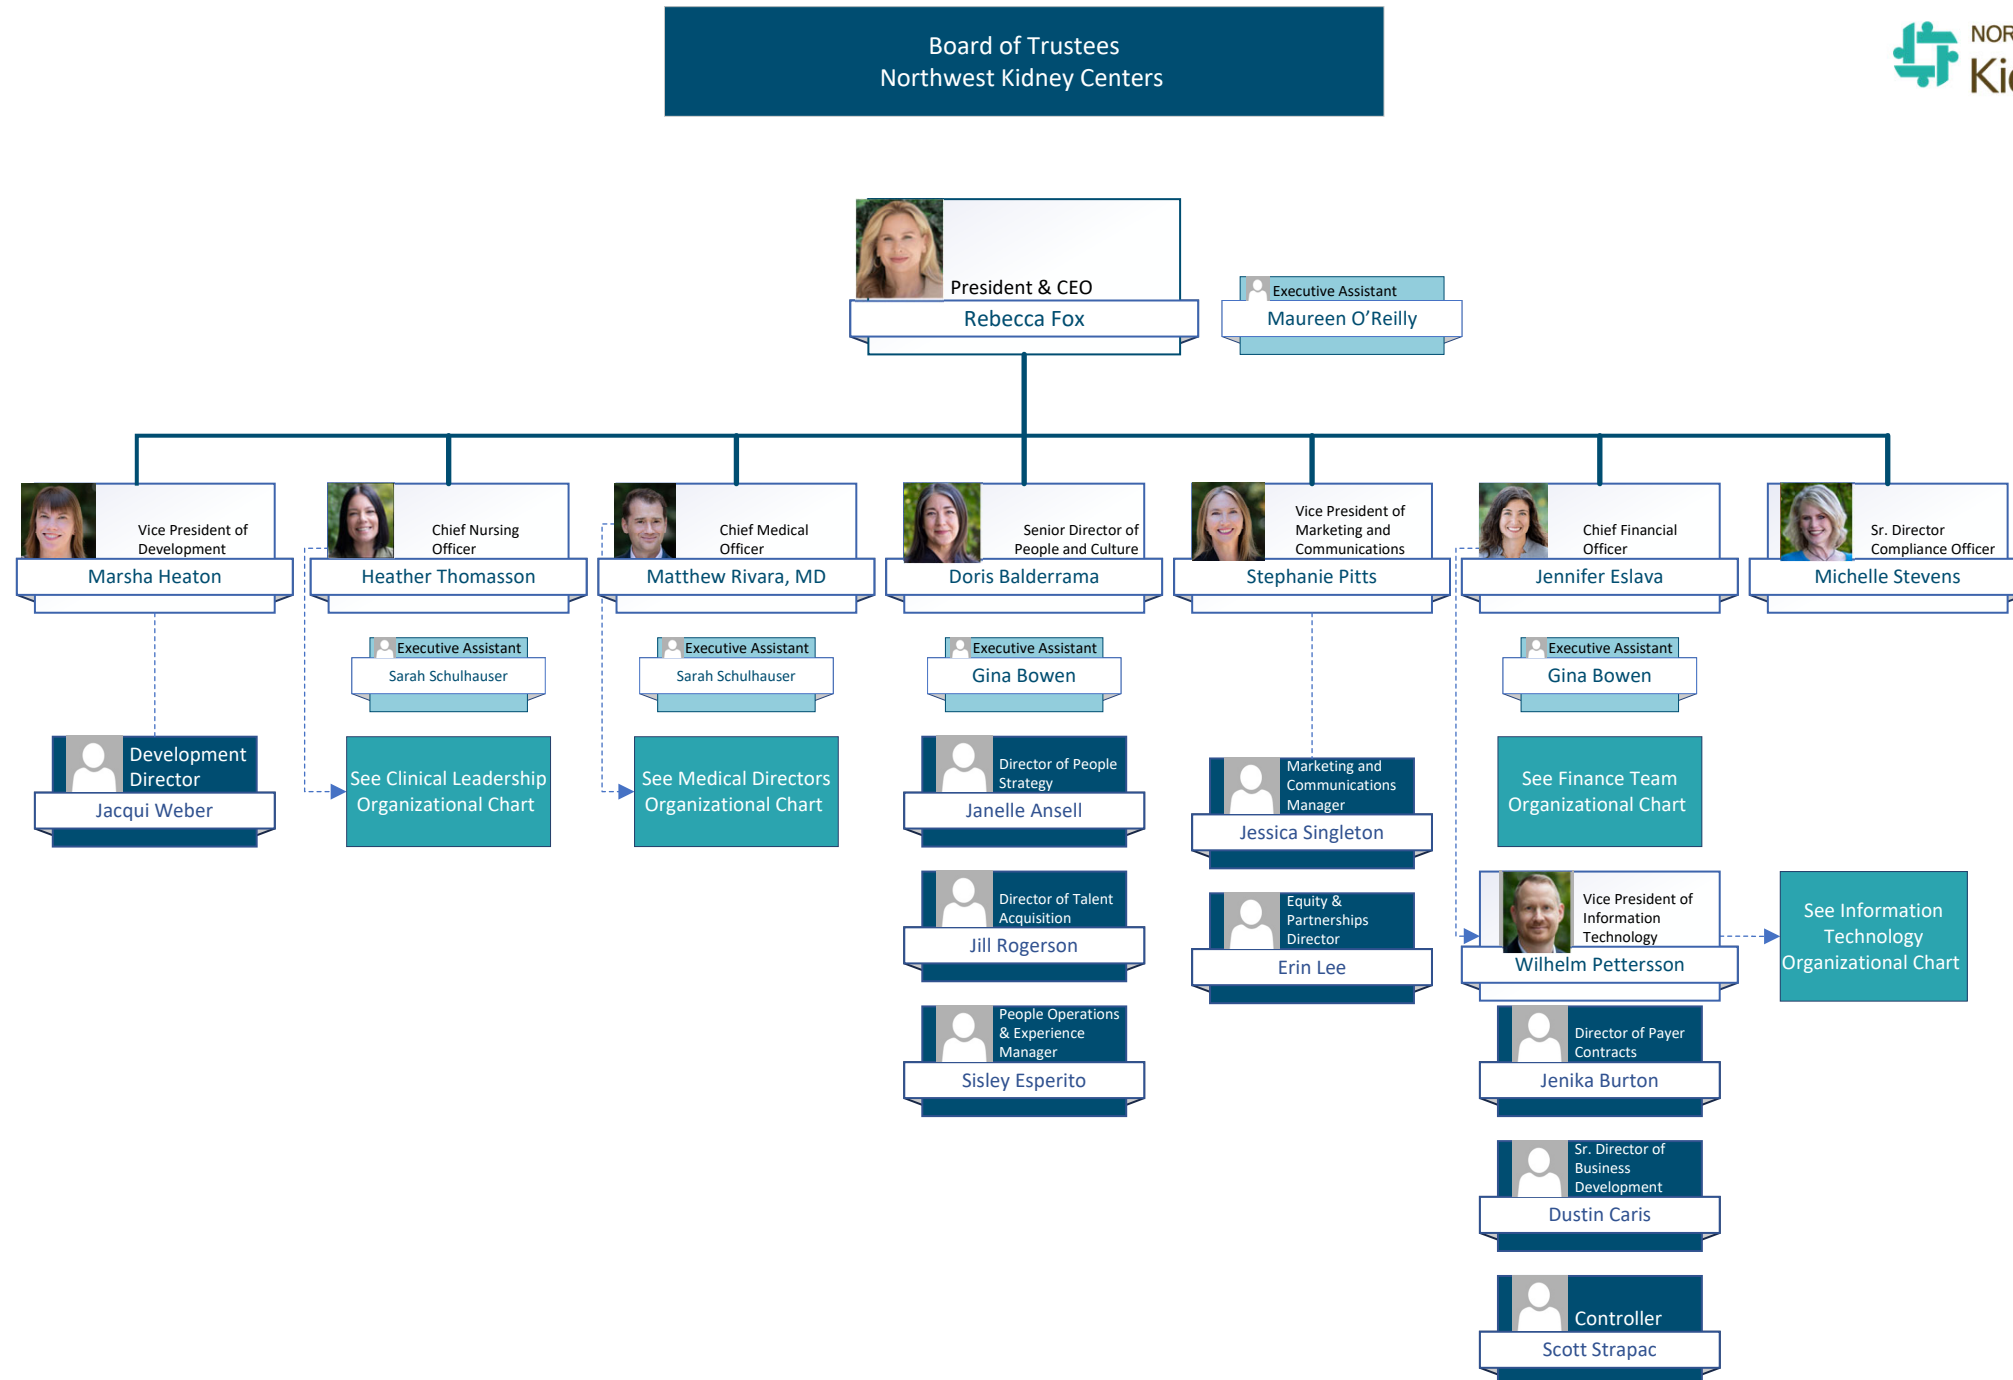 Board of Trustees
Northwest Kidney Centers
President & CEO
Rebecca Fox
Executive Assistant
Maureen O’Reilly
Vice President of
Development
Marsha Heaton
Chief Nursing
Officer
Heather Thomasson
Chief Medical
Officer
Matthew Rivara, MD
Senior Director of
People and Culture
Doris Balderrama
Vice President of
Marketing and
Communications
Stephanie Pitts
Chief Financial
Officer
Jennifer Eslava
Sr. Director
Compliance Officer
Michelle Stevens
Executive Assistant
Sarah Schulhauser
Executive Assistant
Sarah Schulhauser
Executive Assistant
Gina Bowen
Executive Assistant
Gina Bowen
Development
Director
Jacqui Weber
See Clinical Leadership
Organizational Chart
See Medical Directors
Organizational Chart
Director of People
Strategy
Janelle Ansell
Director of Talent
Acquisition
Jill Rogerson
People Operations
& Experience
Manager
Sisley Esperito
Marketing and
Communications
Manager
Jessica Singleton
Equity &
Partnerships
Director
Erin Lee
See Finance Team
Organizational Chart
Vice President of
Information
Technology
Wilhelm Pettersson
See Information
Technology
Organizational Chart
Director of Payer
Contracts
Jenika Burton
Sr. Director of
Business
Development
Dustin Caris
Controller
Scott Strapac